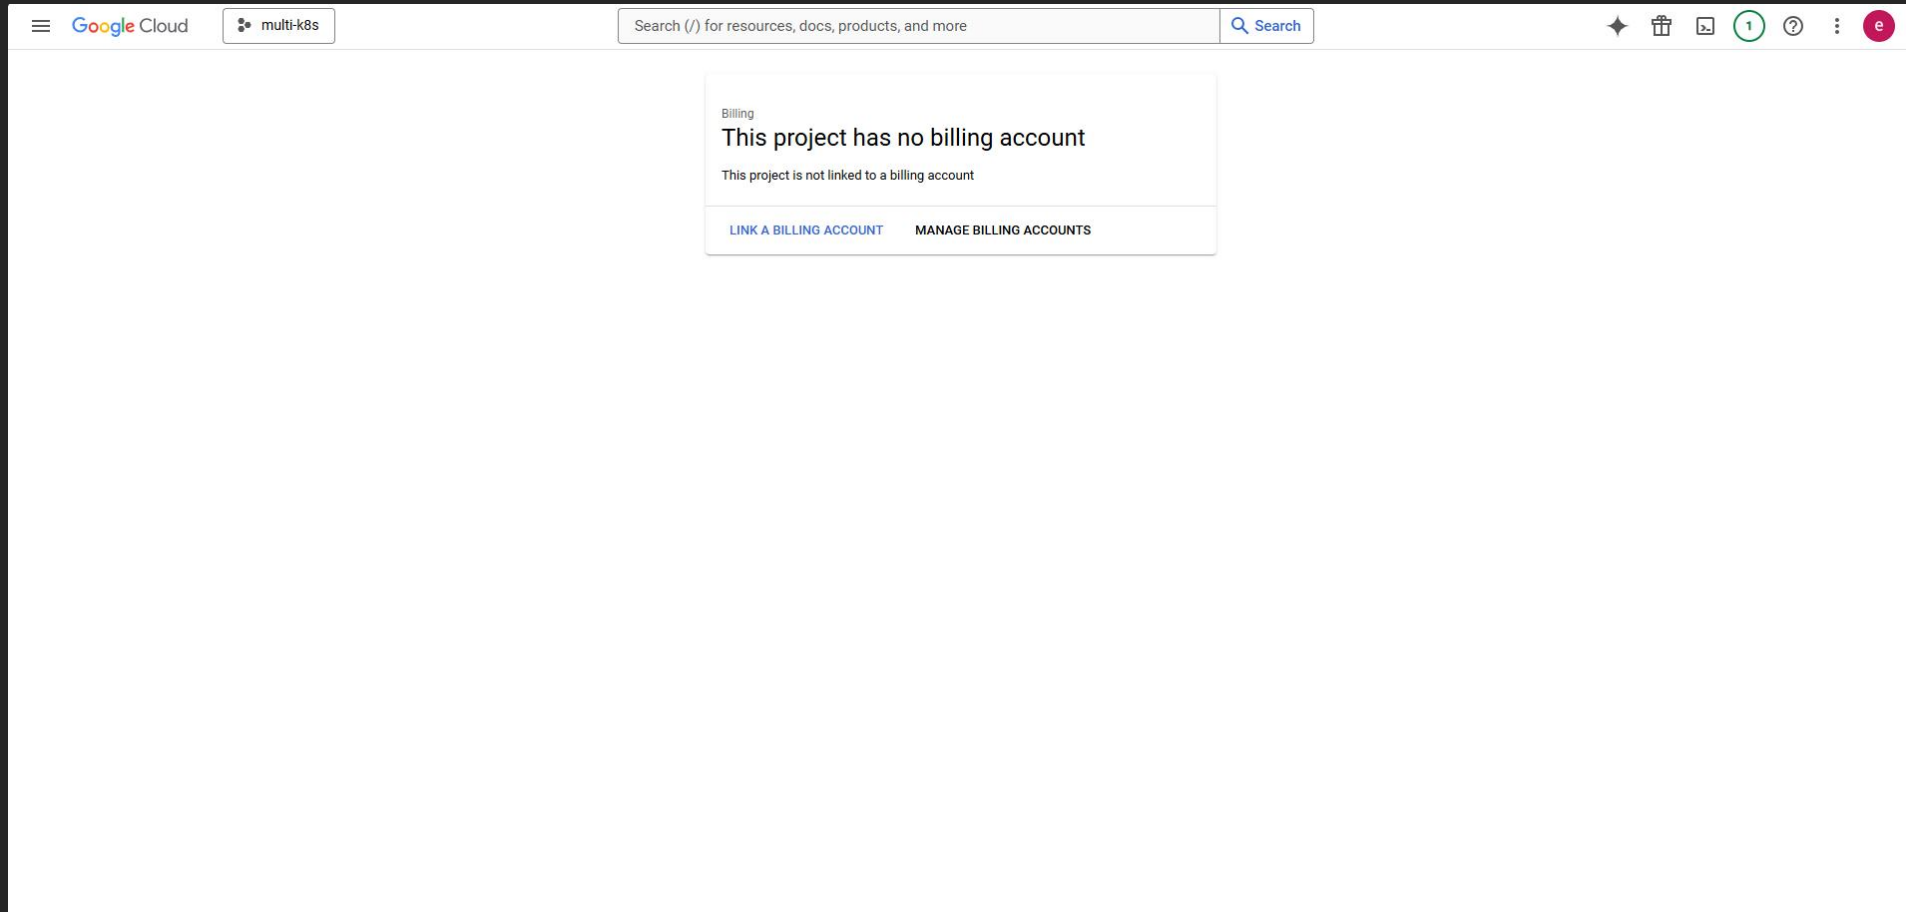 Google Cloud
multi-k8s
Search (/) for resources, docs, products, and more
Search
1
e
Billing
This project has no billing account
This project is not linked to a billing account
LINK A BILLING ACCOUNT
MANAGE BILLING ACCOUNTS